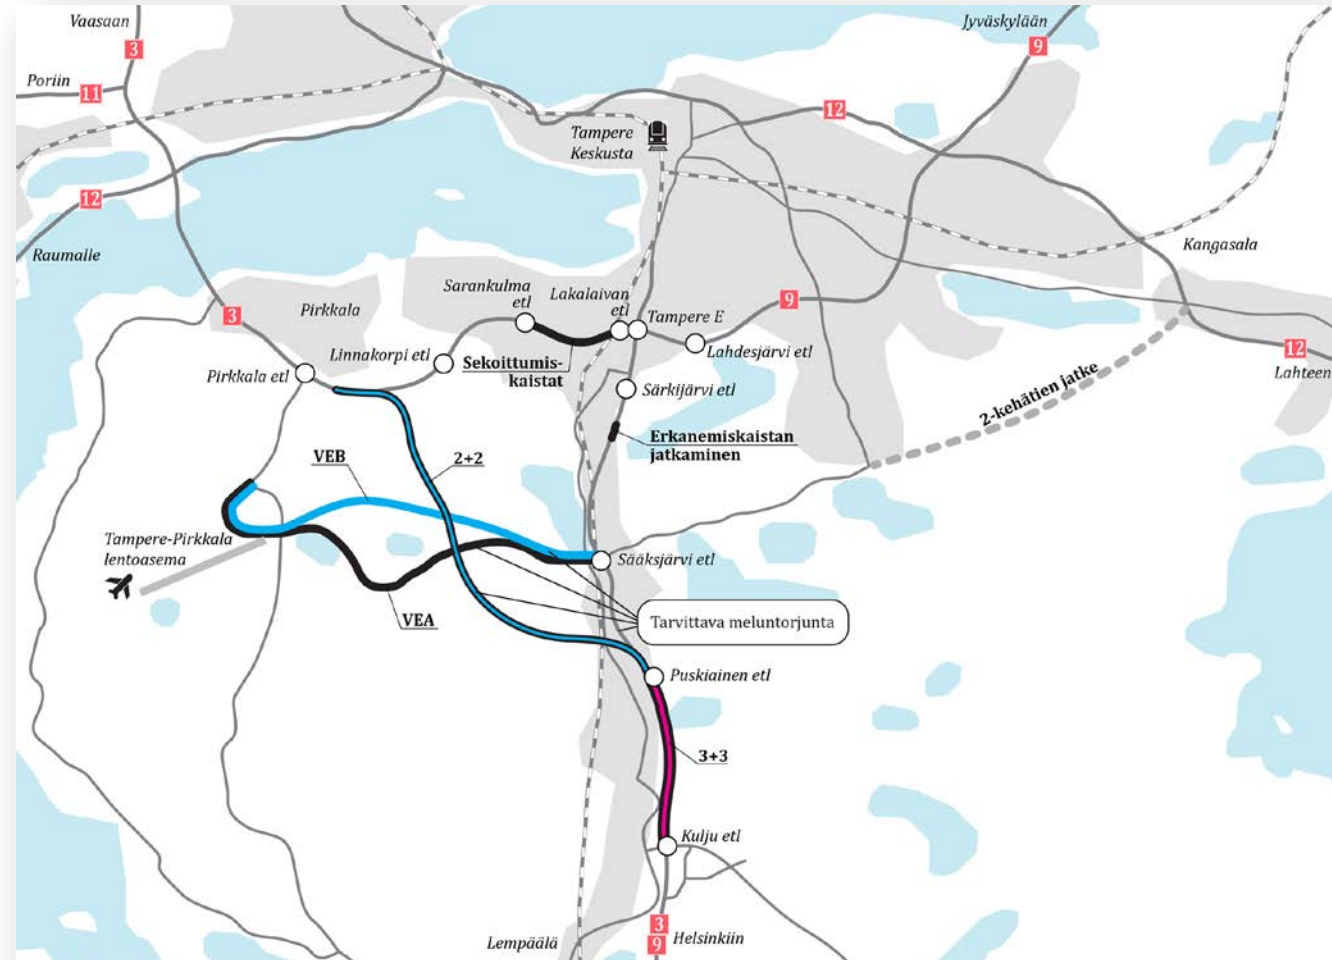 Vaasaan
3
Poriin
11
12
Raumalle
Jyväskylään
9
12
Tampere
Keskusta
Kangasala
3
Pirkkala
Sarankulma
etl
Lakalaivan
etl
Tampere E
9
Lahdesjärvi etl
12
Lahteen
Linnakorpi etl
Sekoittumis-
kaistat
Pirkkala etl
Särkijärvi etl
2-kehätien jatke
Erkanemiskaistan
jatkaminen
VEB
2+2
Tampere-Pirkkala
lentoasema
Sääksjärvi etl
VEA
Tarvittava meluntorjunta
Puskiainen etl
3+3
Kulju etl
3
9
Helsinkiin
Lempäälä